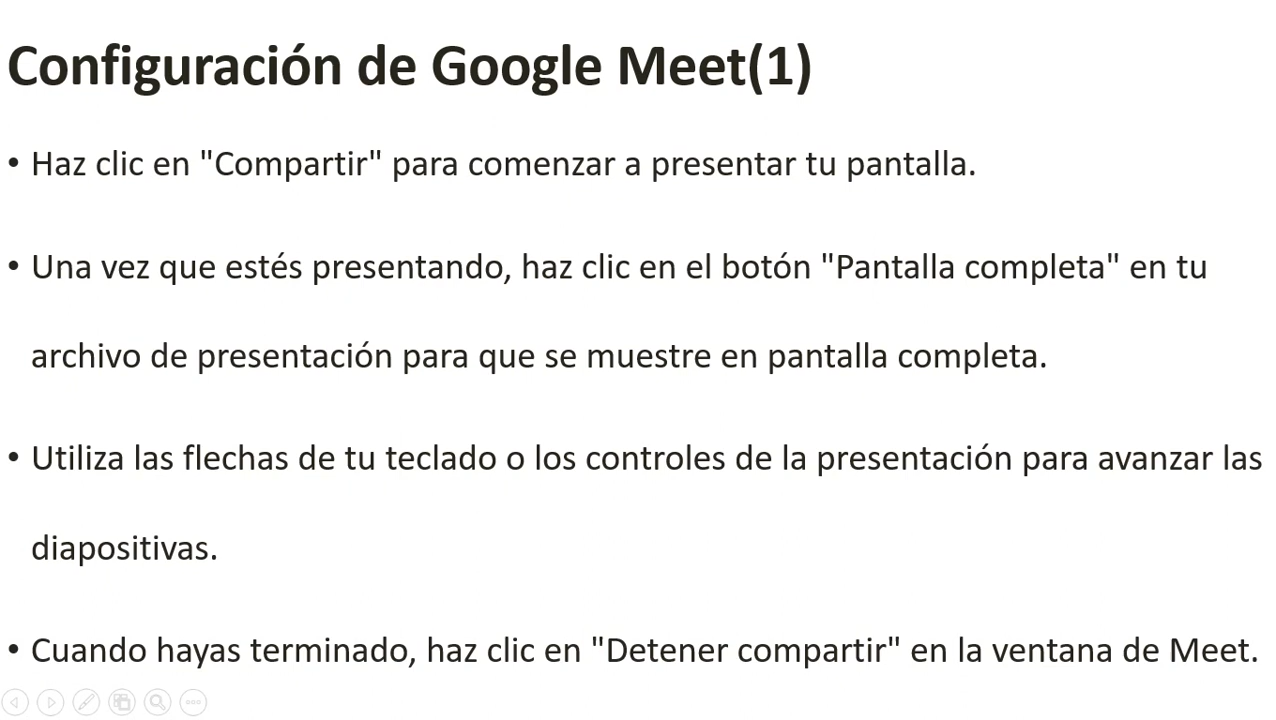 Configuración de Google Meet(1)
• Haz clic en "Compartir" para comenzar a presentar tu pantalla.
• Una vez que estés presentando, haz clic en el botón "Pantalla completa" en tu
archivo de presentación para que se muestre en pantalla completa.
• Utiliza las flechas de tu teclado o los controles de la presentación para avanzar las
diapositivas.
• Cuando hayas terminado, haz clic en "Detener compartir" en la ventana de Meet.